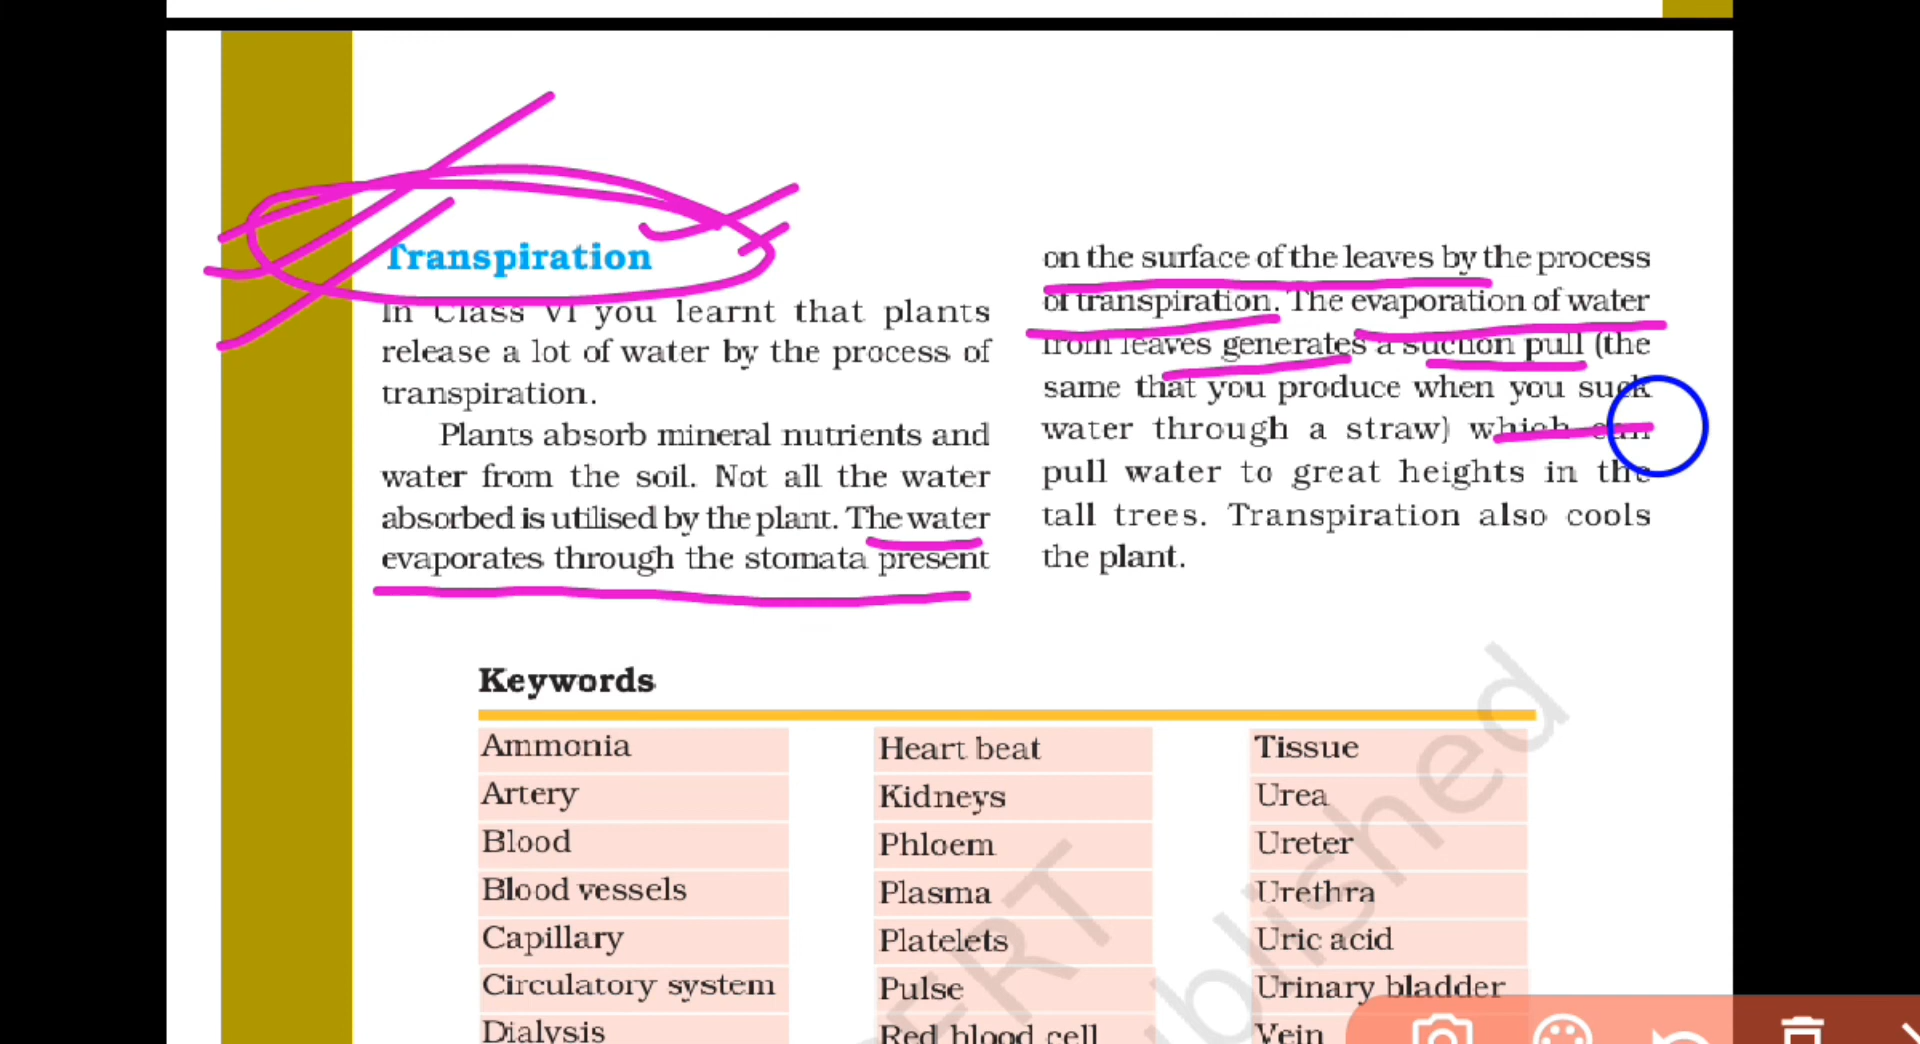 Transpiration
In Class VI you learnt that plants
release a lot of water by the process of
transpiration.
Plants absorb mineral nutrients and
water from the soil. Not all the water
absorbed is utilised by the plant. The water
evaporates through the stomata present
on the surface of the leaves by the process
of transpiration. The evaporation of water
from leaves generates a suction pull (the
same that you produce when you suck
water through a straw) which can
pull water to great heights in the
tall trees. Transpiration also cools
the plant.
Keywords
Ammonia
Artery
Blood
Blood vessels
Capillary
Circulatory system
Dialysis
Heart beat
Kidneys
Phloem
Plasma
Platelets
Pulse
Red blood cell
Tissue
Urea
Ureter
Urethra
Uric acid
Urinary bladder
Vein